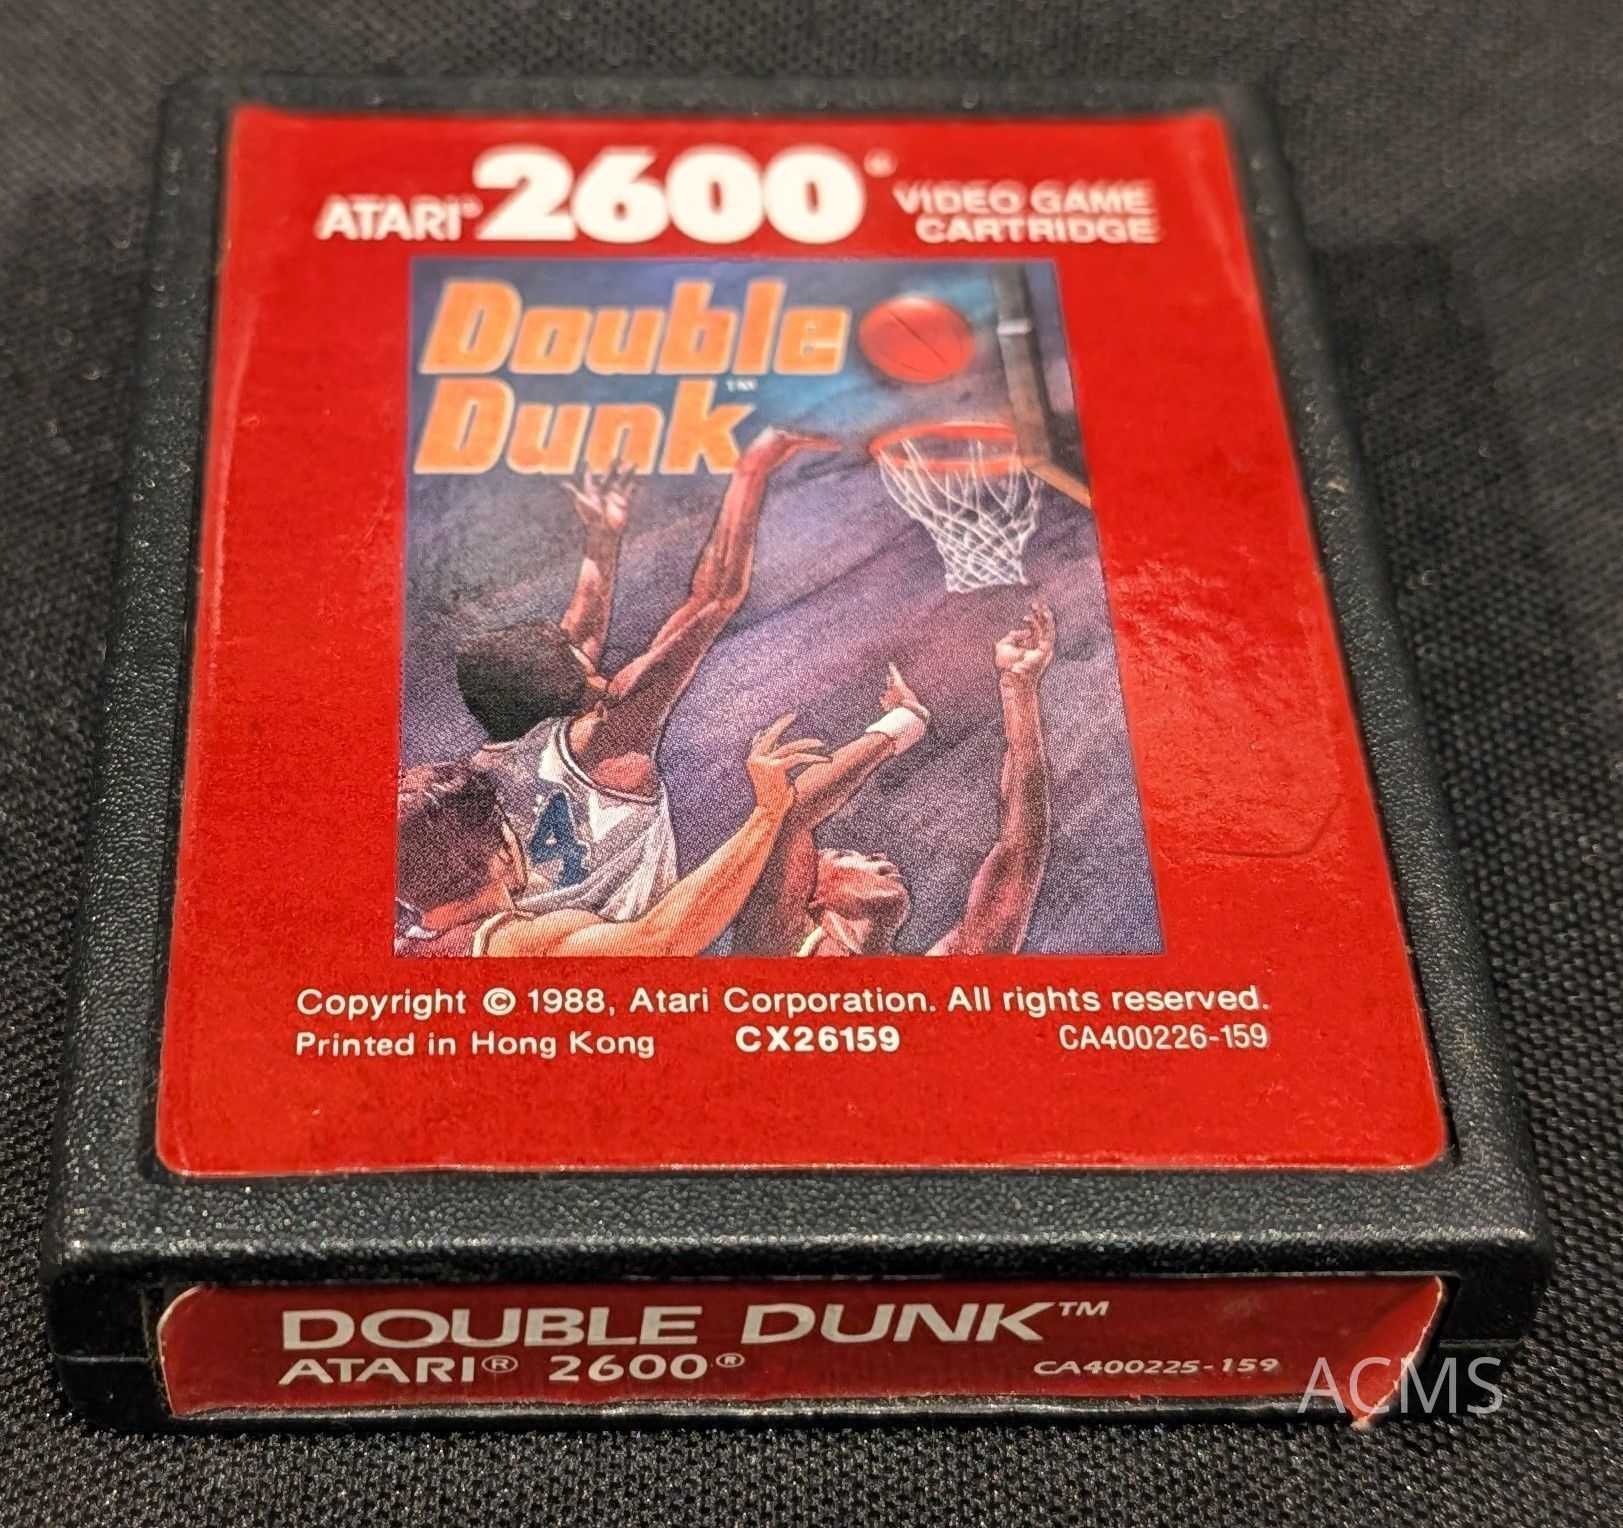 ATARI® 2600® VIDEO GAME
CARTRIDGE
Double
Dunk™
4
Copyright © 1988, Atari Corporation. All rights reserved.
Printed in Hong Kong CX26159 CA400226-159
DOUBLE DUNK™
ATARI® 2600® CA400225-159
ACMS